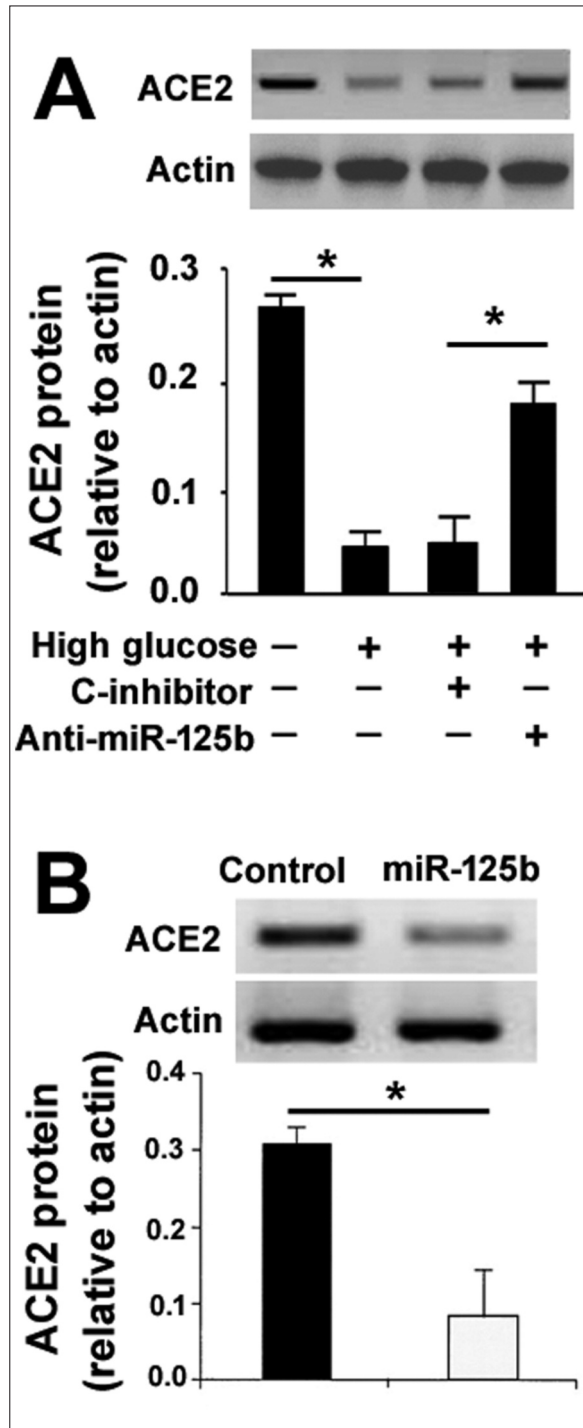 A
ACE2
Actin
ACE2 protein
(relative to actin)
0.3
0.2
0.1
0.0
*
*
High glucose − + + +
C-inhibitor − − + −
Anti-miR-125b − − − +
B
Control miR-125b
ACE2
Actin
ACE2 protein
(relative to actin)
0.4
0.3
0.2
0.1
0.0
*